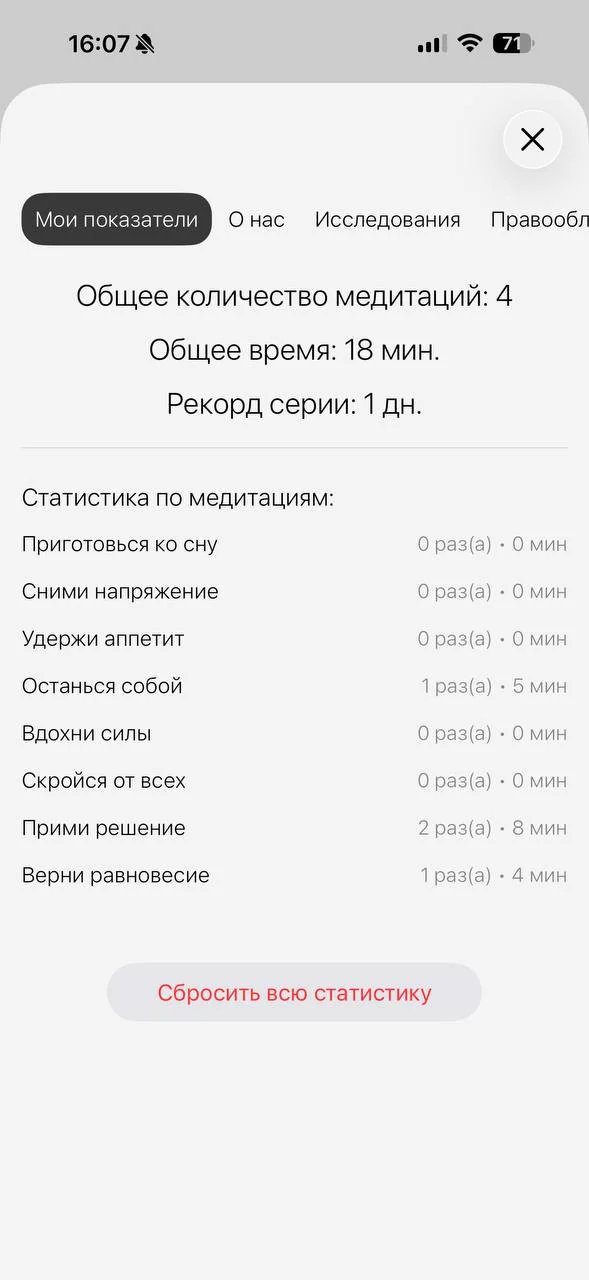 16:07 71
Мои показатели О нас Исследования Правообл
Общее количество медитаций: 4
Общее время: 18 мин.
Рекорд серии: 1 дн.
Статистика по медитациям:
Приготовься ко сну 0 раз(а) • 0 мин
Сними напряжение 0 раз(а) • 0 мин
Удержи аппетит 0 раз(а) • 0 мин
Останься собой 1 раз(а) • 5 мин
Вдохни силы 0 раз(а) • 0 мин
Скройся от всех 0 раз(а) • 0 мин
Прими решение 2 раз(а) • 8 мин
Верни равновесие 1 раз(а) • 4 мин
Сбросить всю статистику